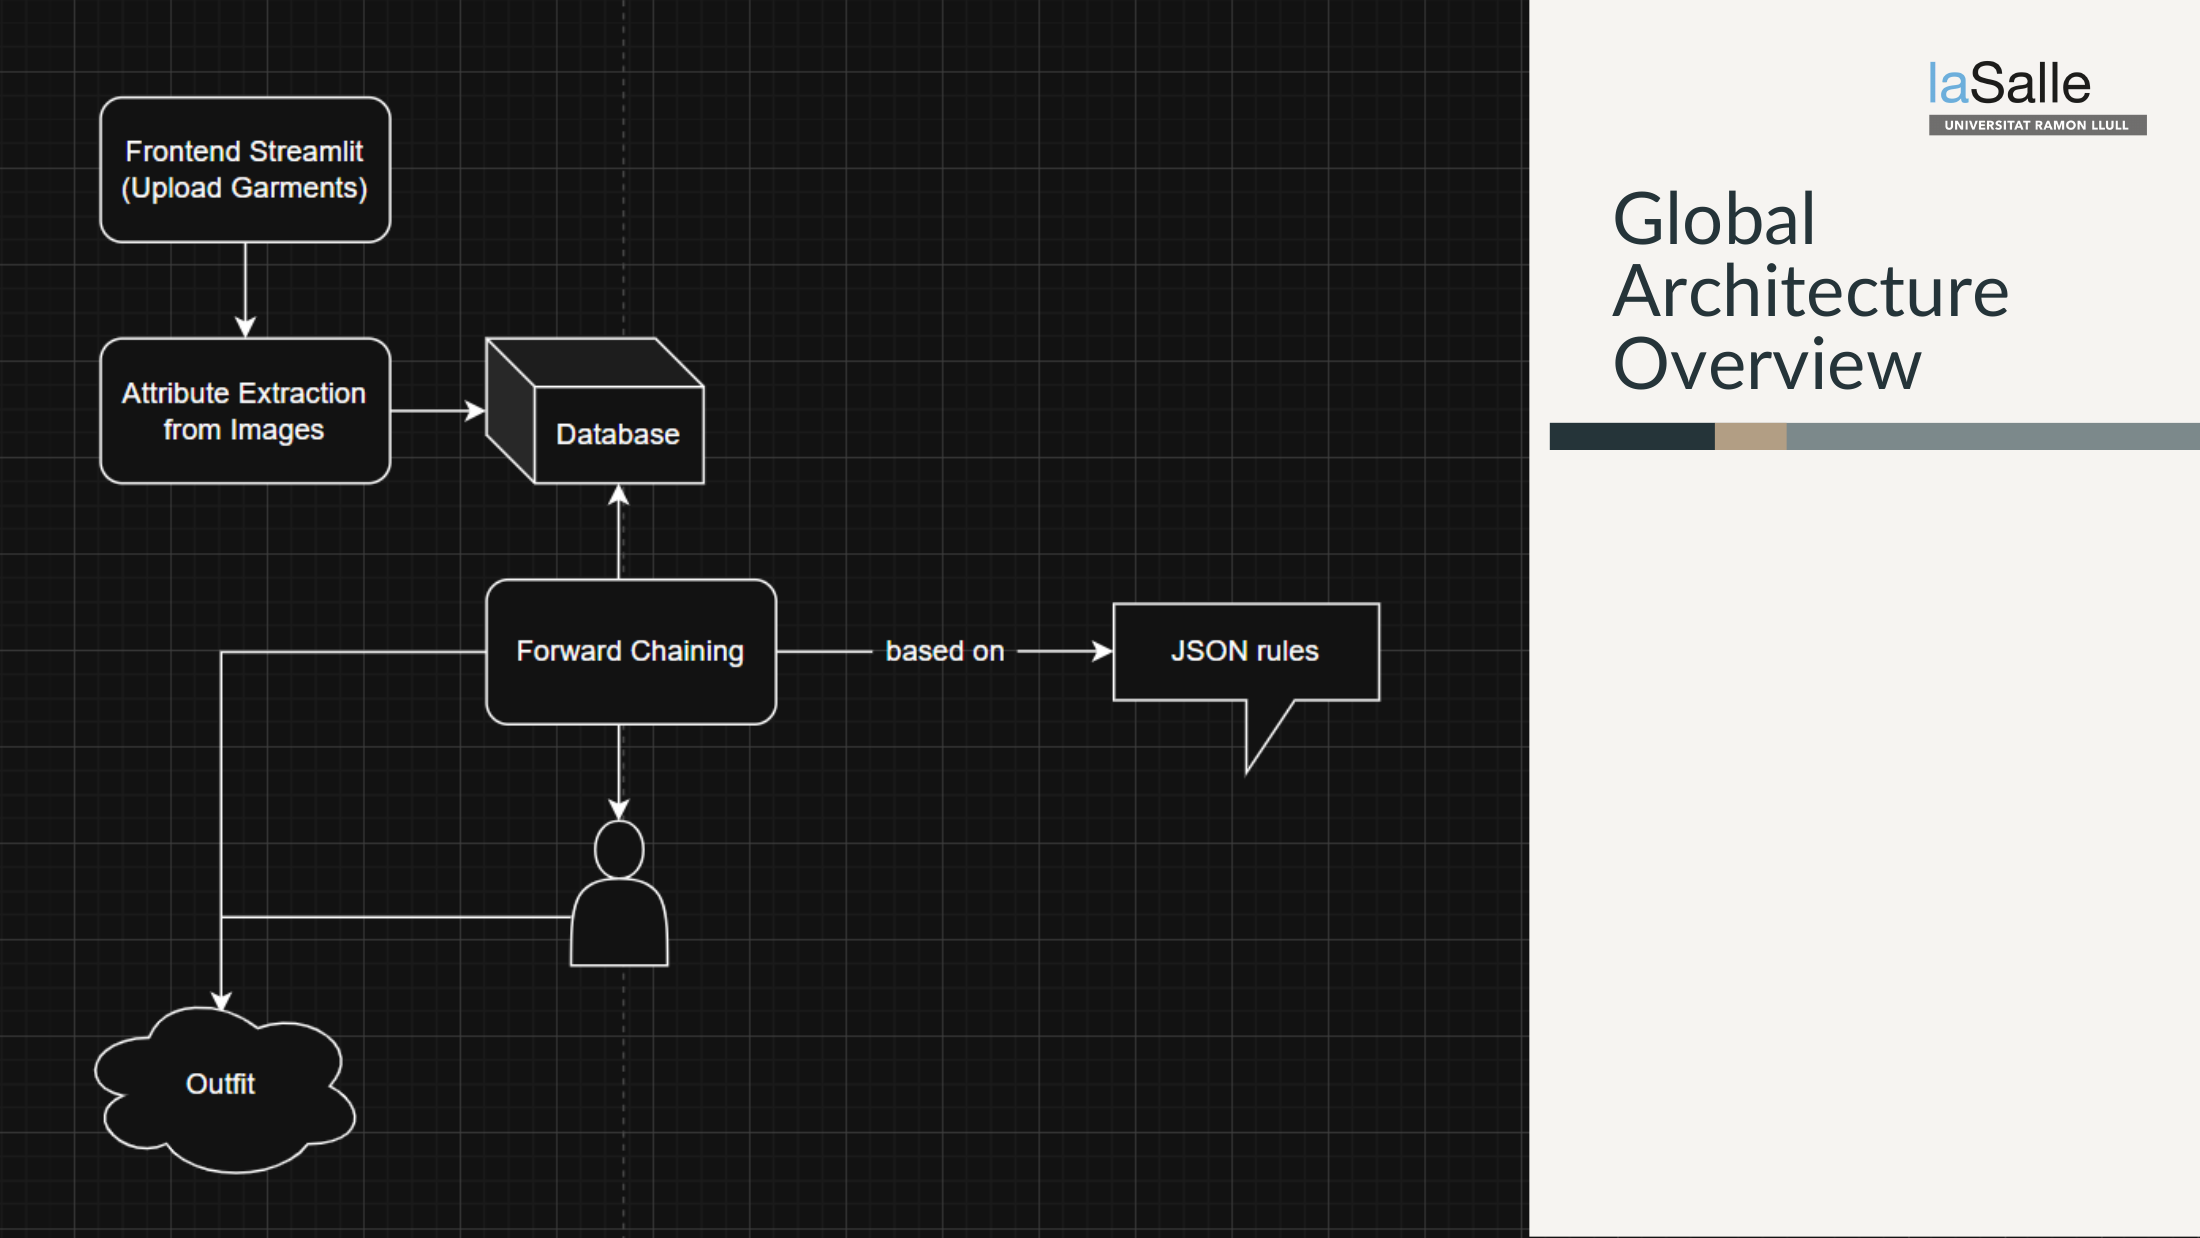 Frontend Streamlit
(Upload Garments)
Attribute Extraction
from Images
Database
Forward Chaining
based on
JSON rules
Outfit
laSalle
UNIVERSITAT RAMON LLULL
Global
Architecture
Overview